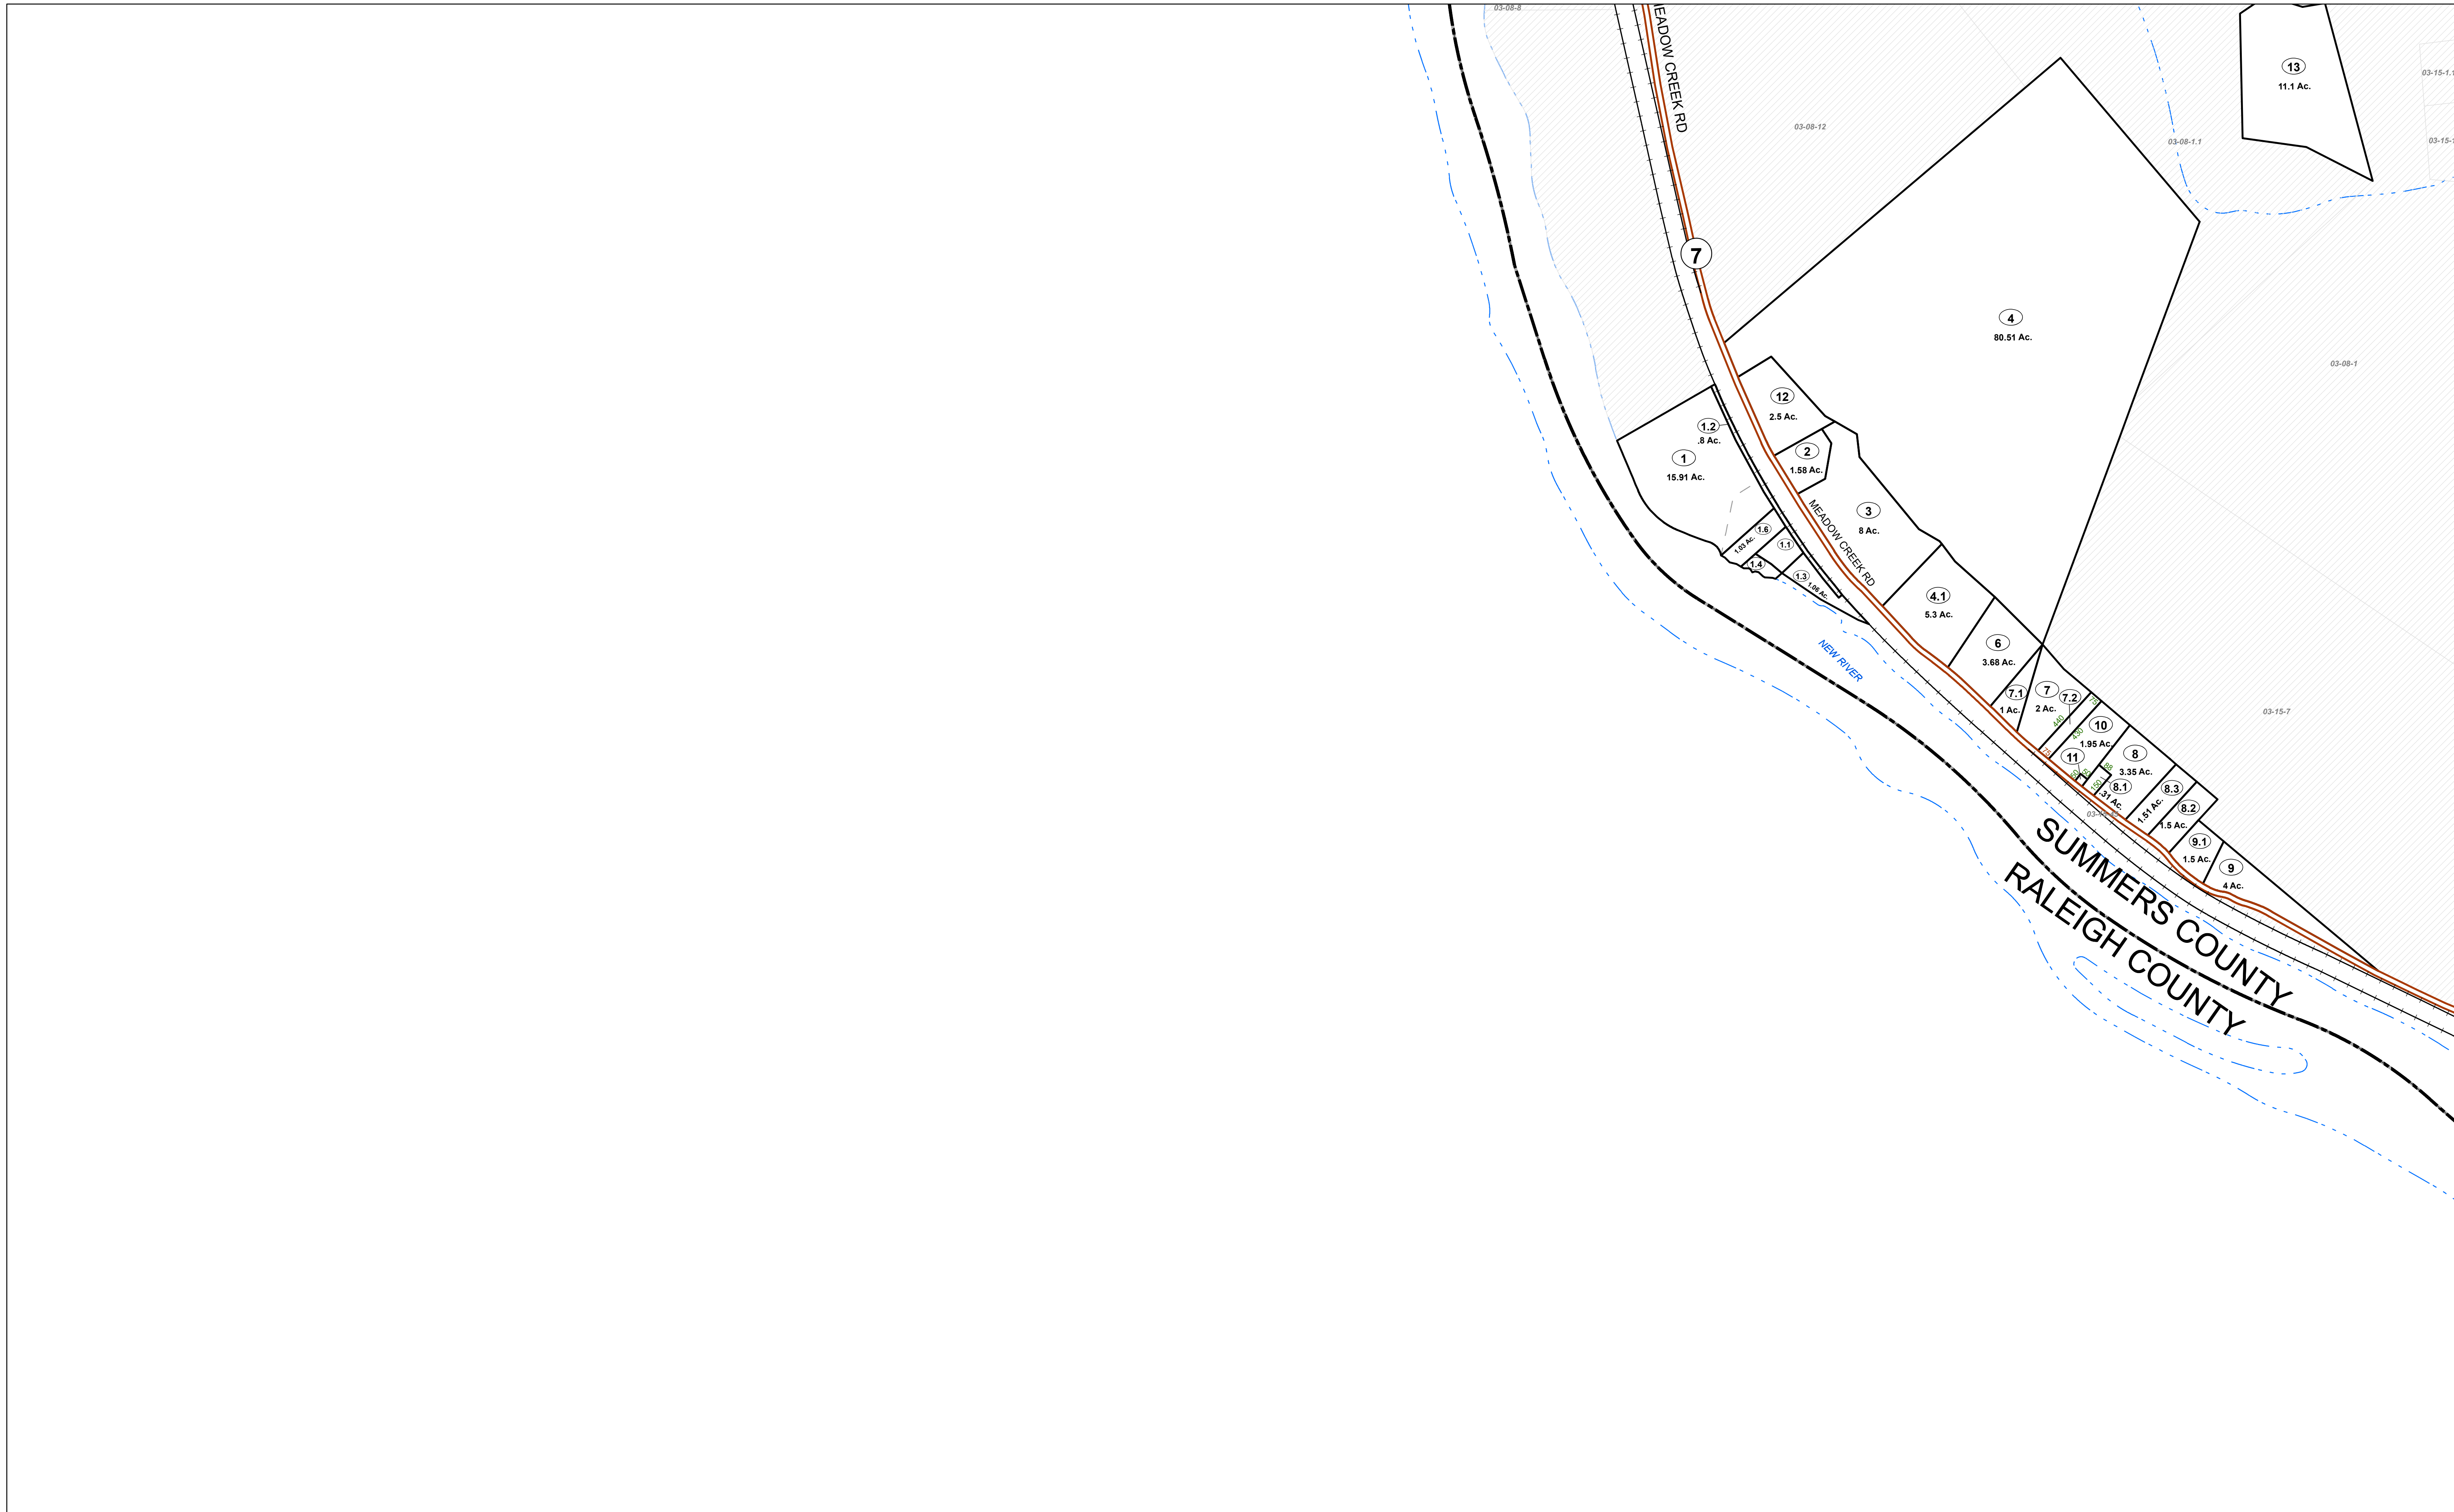 03-08-8
MEADOW CREEK RD
13
11.1 Ac.
03-15-1.1
03-08-12
03-08-1.1
7
4
80.51 Ac.
03-08-1
12
2.5 Ac.
1.2
.8 Ac.
1
15.91 Ac.
2
1.58 Ac.
3
8 Ac.
MEADOW CREEK RD
1.6
1.03 Ac.
1.1
1.4
1.3
1.06 Ac.
4.1
5.3 Ac.
6
3.68 Ac.
NEW RIVER
7.1
1 Ac.
7
2 Ac.
7.2
75
440
430
75
03-15-7
10
1.95 Ac.
11
8
3.35 Ac.
88
150
8.1
.31 Ac.
8.3
1.51 Ac.
8.2
1.5 Ac.
9.1
1.5 Ac.
9
4 Ac.
SUMMERS COUNTY
RALEIGH COUNTY